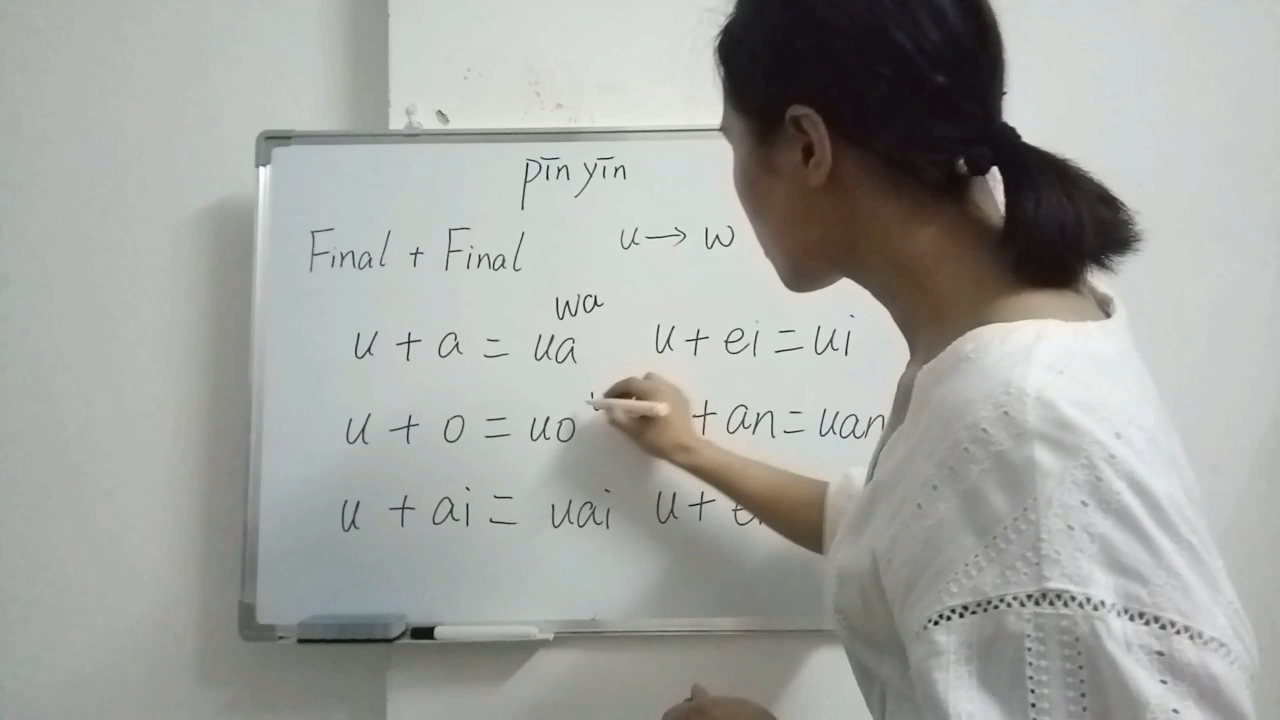 pīn yīn
Final + Final
u → w
wa
u + a = ua
u + ei = ui
u + o = uo
+ an = uan
u + ai = uai
u +